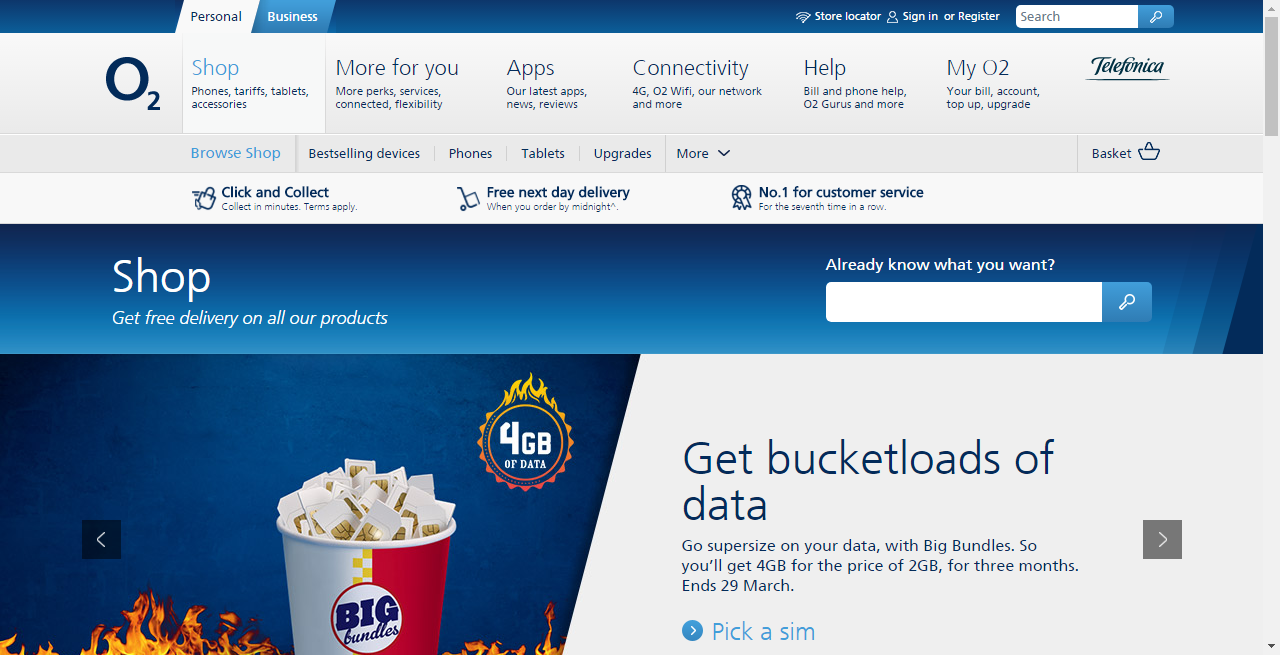 Personal
Business
Store locator
Sign in or Register
Search
O2
Shop
Phones, tariffs, tablets,
accessories
More for you
More perks, services,
connected, flexibility
Apps
Our latest apps,
news, reviews
Connectivity
4G, O2 Wifi, our network
and more
Help
Bill and phone help,
O2 Gurus and more
My O2
Your bill, account,
top up, upgrade
Telefónica
Browse Shop
Bestselling devices
Phones
Tablets
Upgrades
More
Basket
Click and Collect
Collect in minutes. Terms apply.
Free next day delivery
When you order by midnight^.
No.1 for customer service
For the seventh time in a row.
Shop
Get free delivery on all our products
Already know what you want?
4GB
OF DATA
BIG
bundles
Get bucketloads of
data
Go supersize on your data, with Big Bundles. So
you'll get 4GB for the price of 2GB, for three months.
Ends 29 March.
Pick a sim